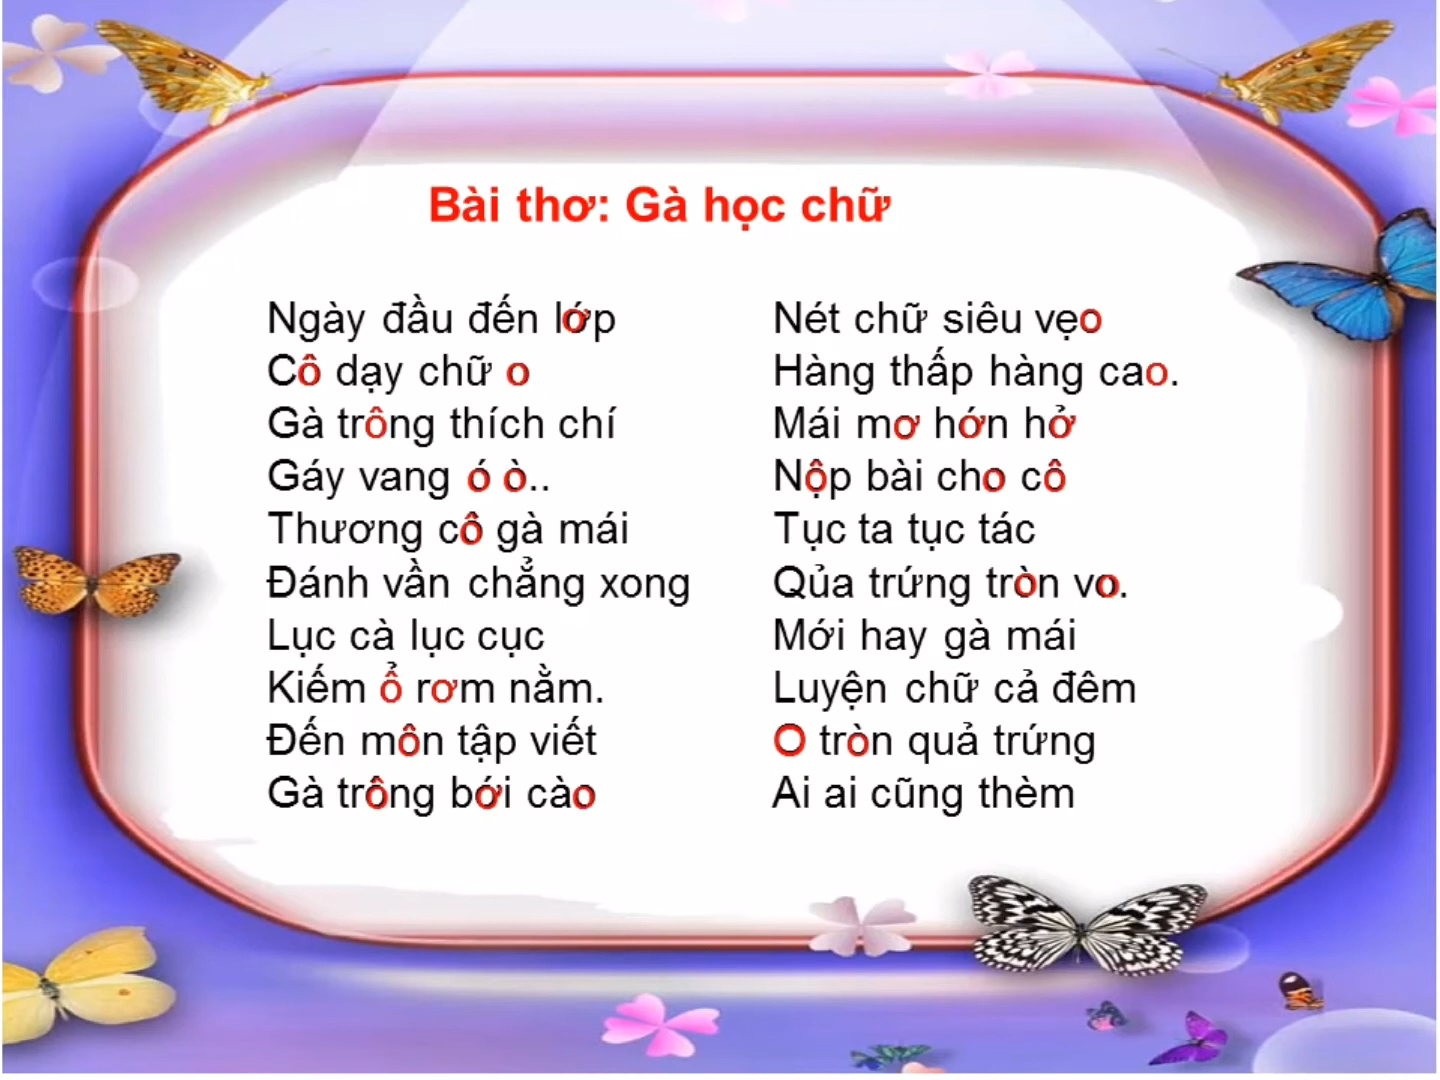 Bài thơ: Gà học chữ
Ngày đầu đến lớp
Cô dạy chữ o
Gà trông thích chí
Gáy vang ó ò..
Thương cô gà mái
Đánh vần chẳng xong
Lục cà lục cục
Kiếm ổ rơm nằm.
Đến môn tập viết
Gà trông bới cào
Nét chữ siêu vẹo
Hàng thấp hàng cao.
Mái mơ hớn hở
Nộp bài cho cô
Tục ta tục tác
Qủa trứng tròn vo.
Mới hay gà mái
Luyện chữ cả đêm
O tròn quả trứng
Ai ai cũng thèm